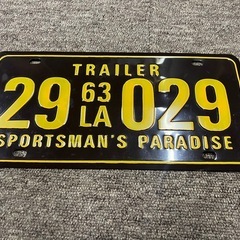 TRAILER
29 63 LA 029
SPORTSMAN'S PARADISE